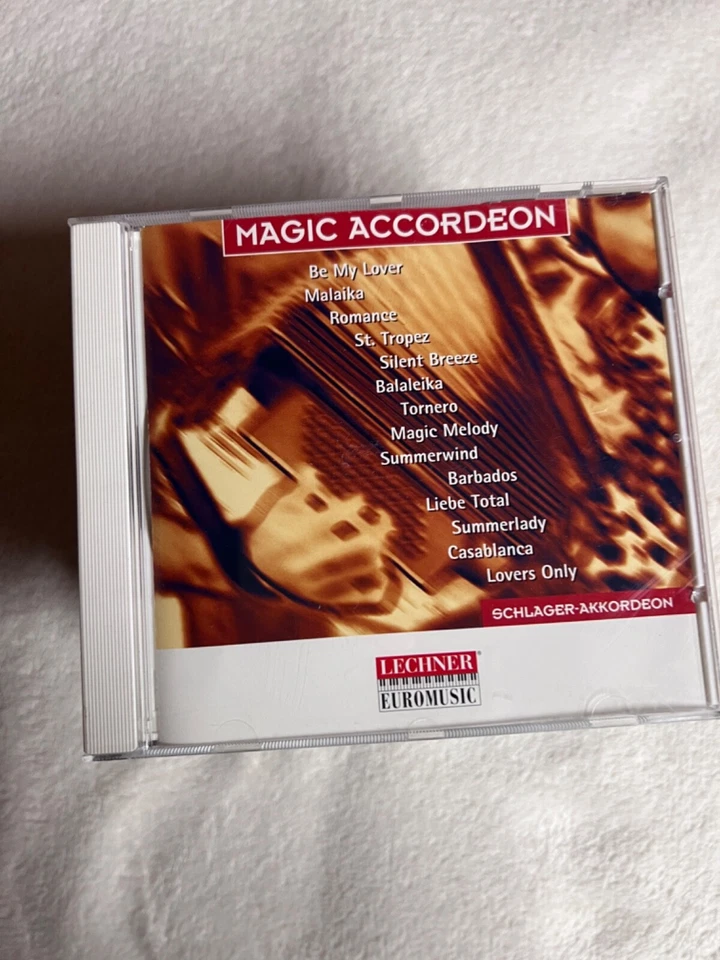 MAGIC ACCORDEON
Be My Lover
Malaika
Romance
St. Tropez
Silent Breeze
Balaleika
Tornero
Magic Melody
Summerwind
Barbados
Liebe Total
Summerlady
Casablanca
Lovers Only
SCHLAGER-AKKORDEON
LECHNER
EUROMUSIC